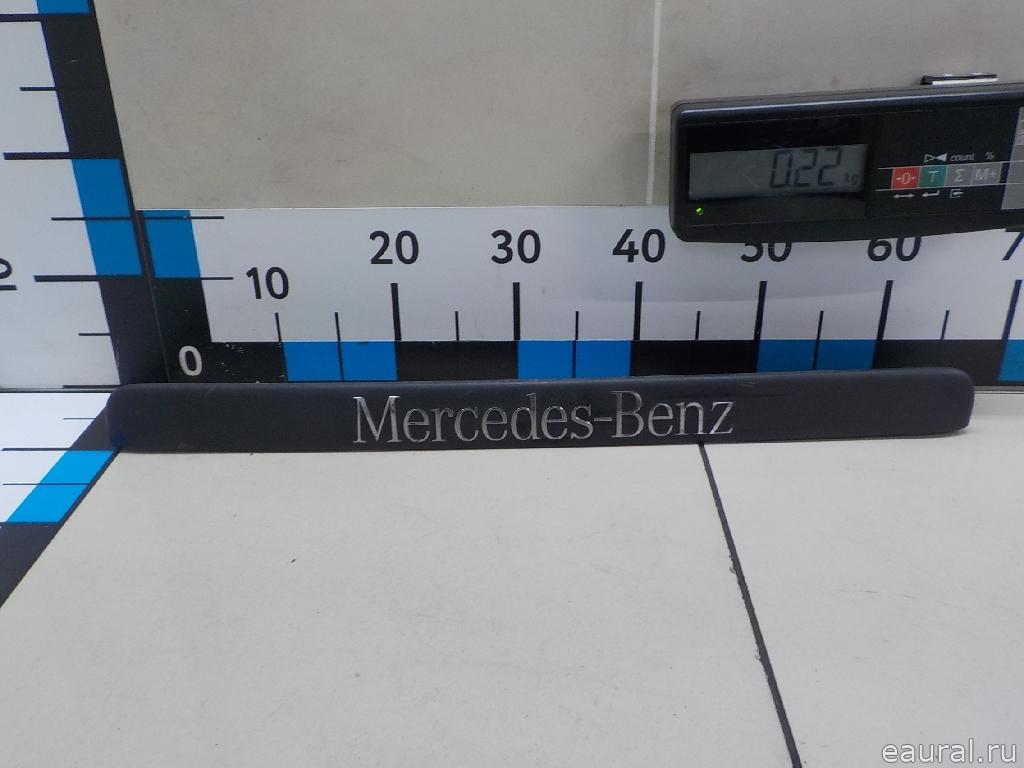 0.22 kg
count %
-0- T Σ M+
20 30 40 50 60
10
0
Mercedes-Benz
eaural.ru